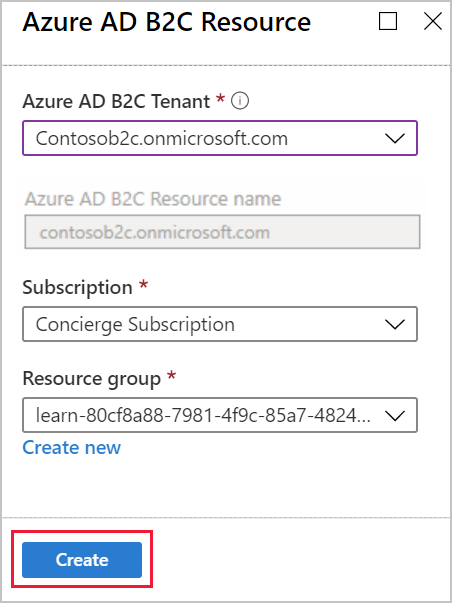 Azure AD B2C Resource
Azure AD B2C Tenant *
Contosob2c.onmicrosoft.com
Azure AD B2C Resource name
contosob2c.onmicrosoft.com
Subscription *
Concierge Subscription
Resource group *
learn-80cf8a88-7981-4f9c-85a7-4824...
Create new
Create